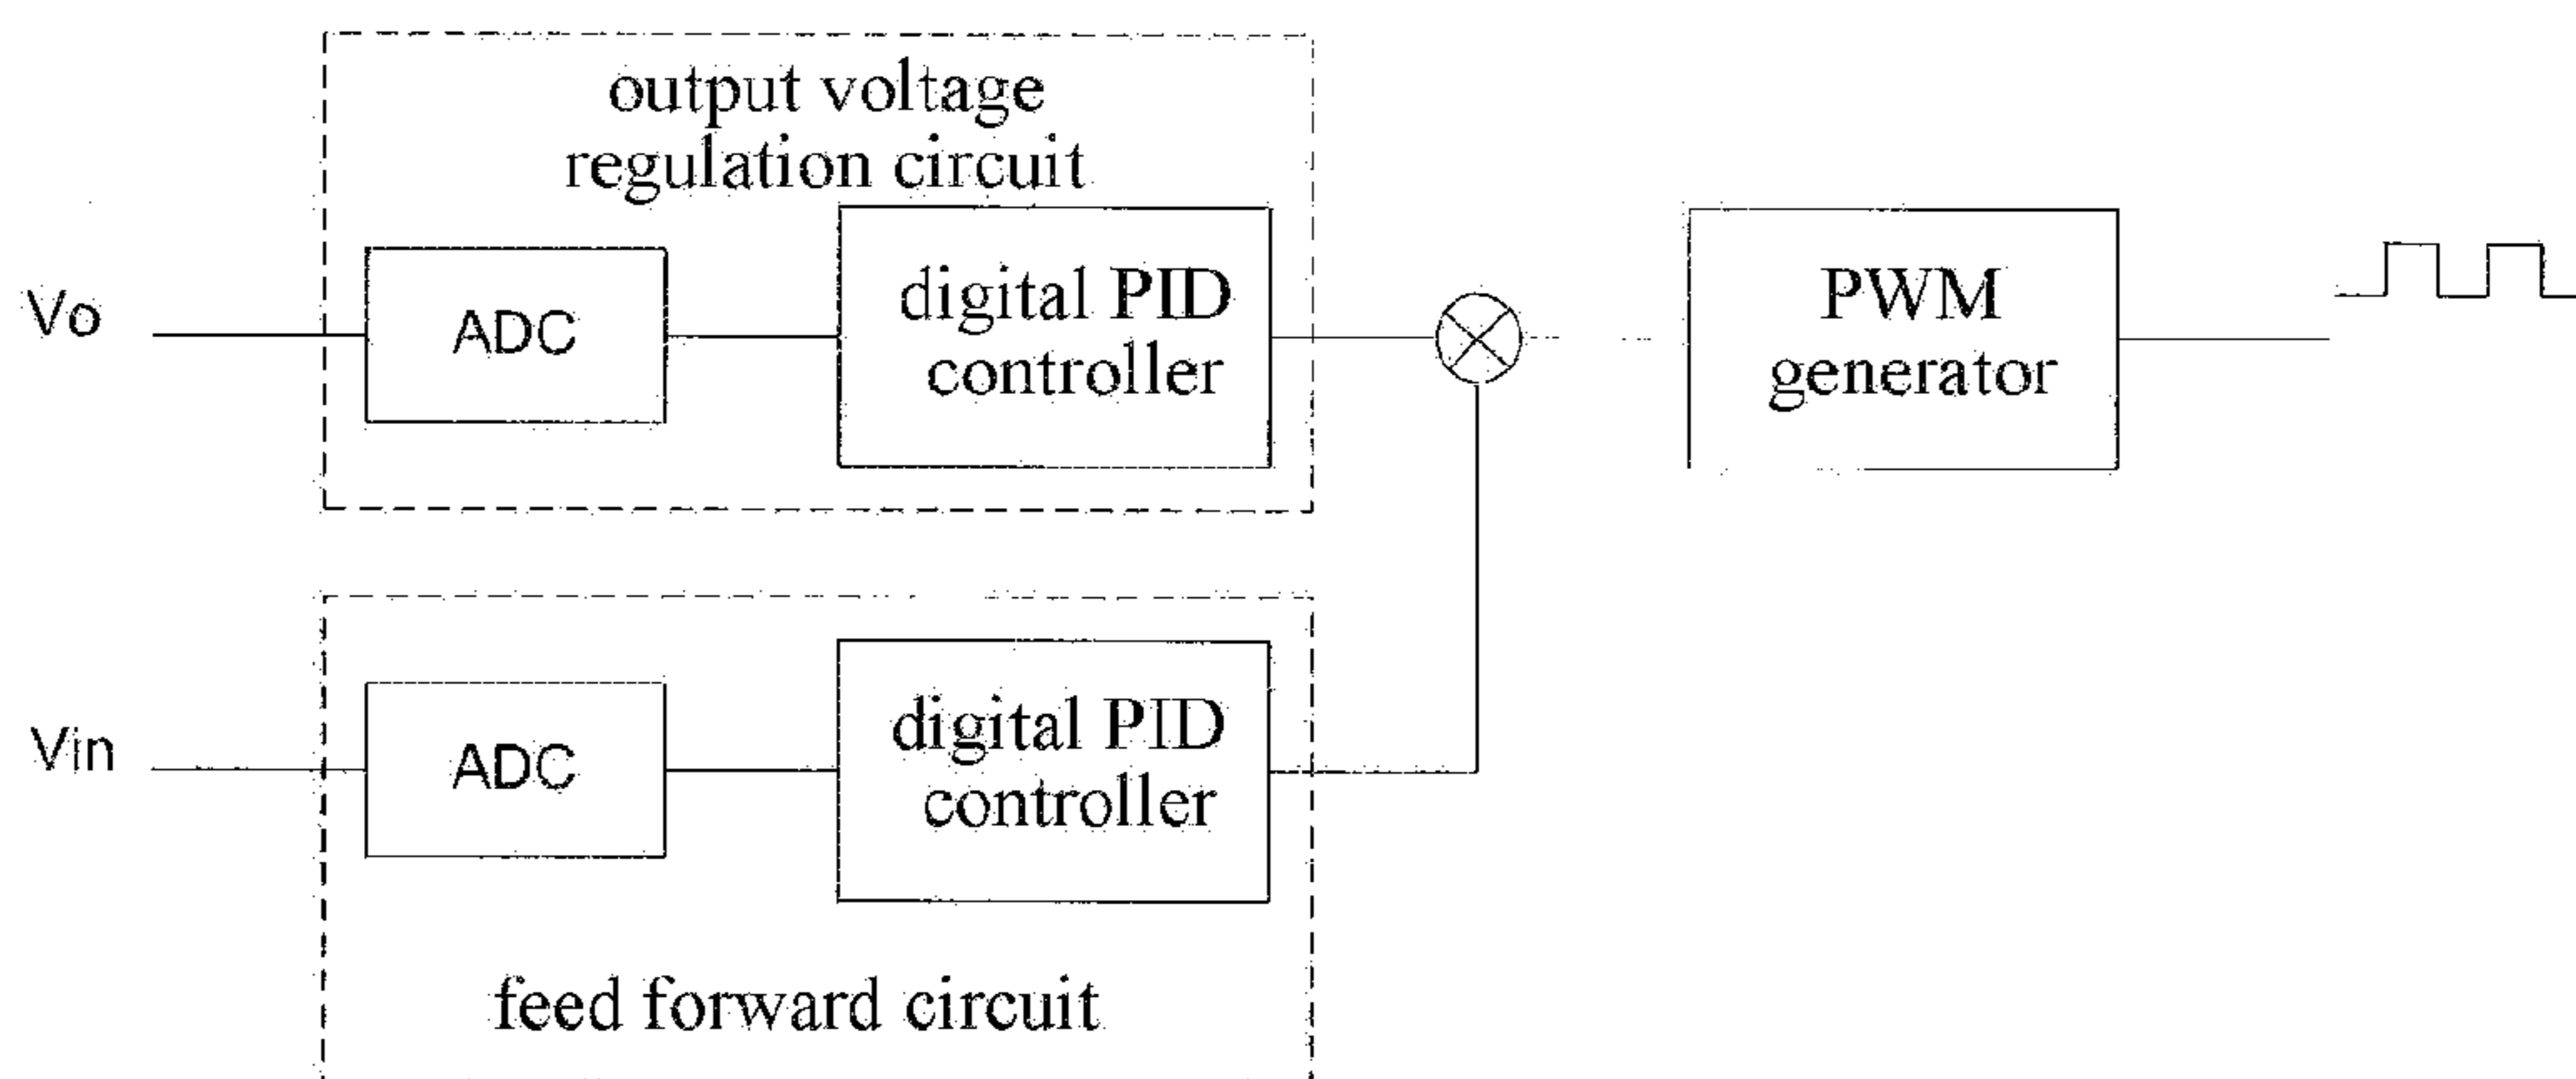 output voltage
regulation circuit
Vo
ADC
digital PID
controller
PWM
generator
Vin
ADC
digital PID
controller
feed forward circuit